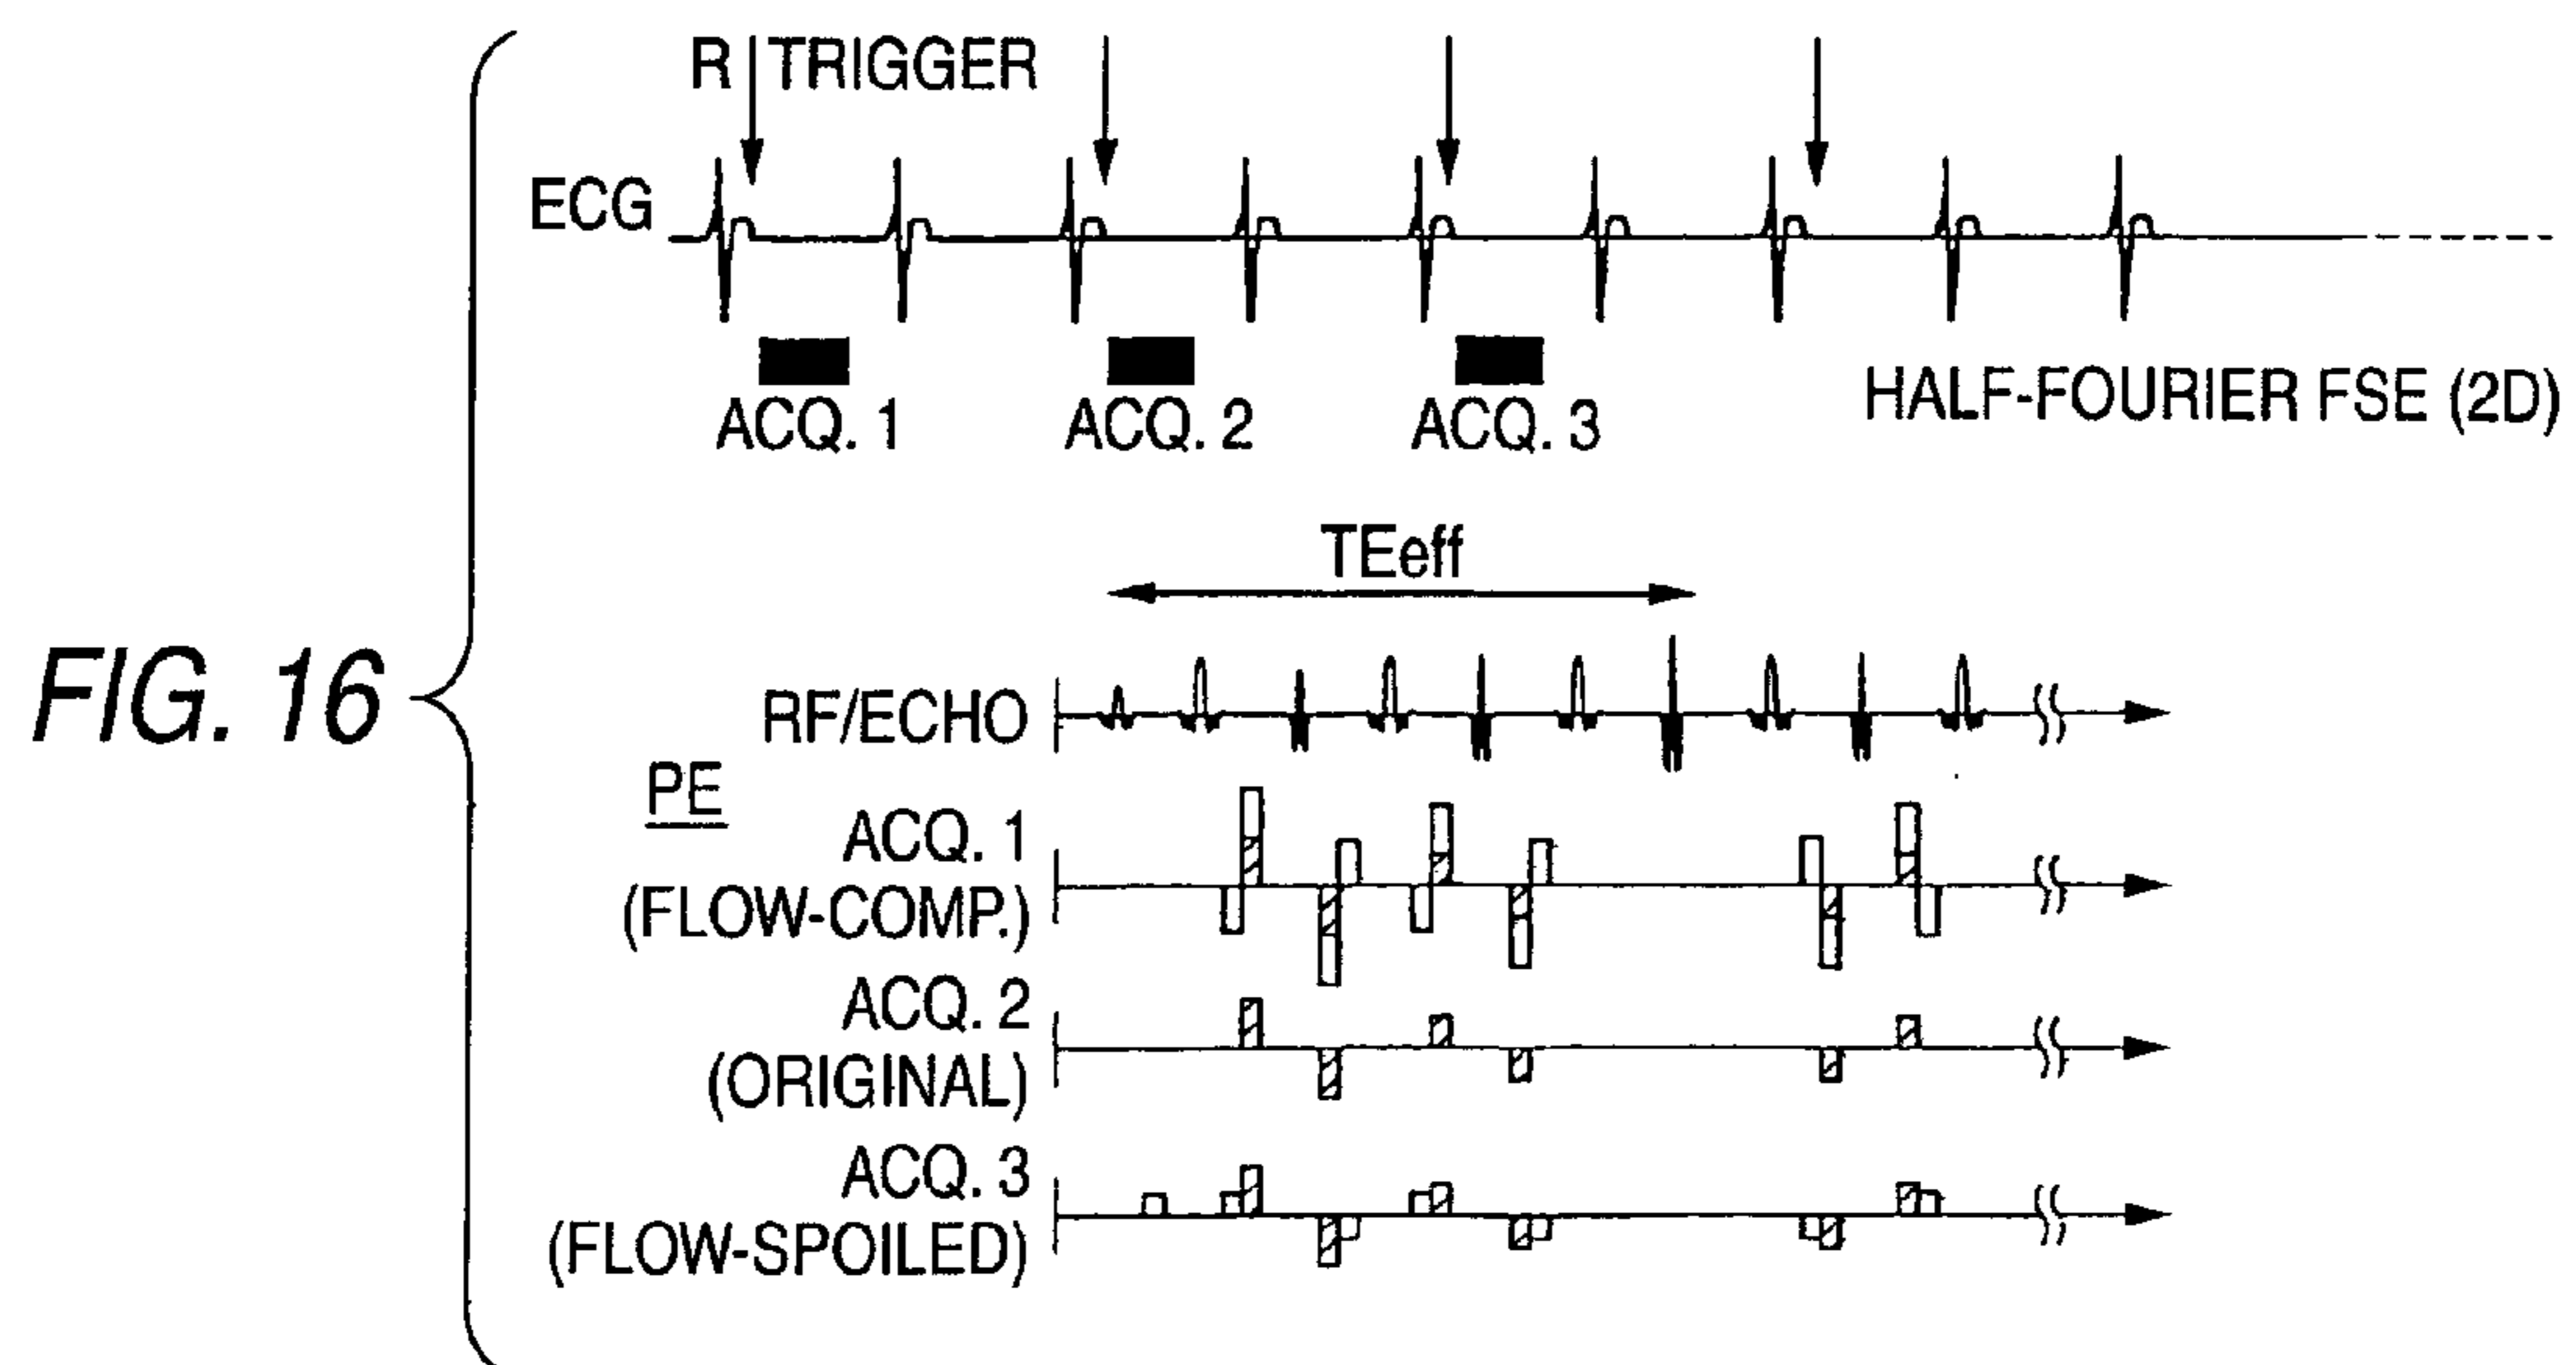 R TRIGGER
ECG
ACQ. 1
ACQ. 2
ACQ. 3
HALF-FOURIER FSE (2D)
TEeff
FIG. 16
RF/ECHO
PE
ACQ. 1
(FLOW-COMP.)
ACQ. 2
(ORIGINAL)
ACQ. 3
(FLOW-SPOILED)